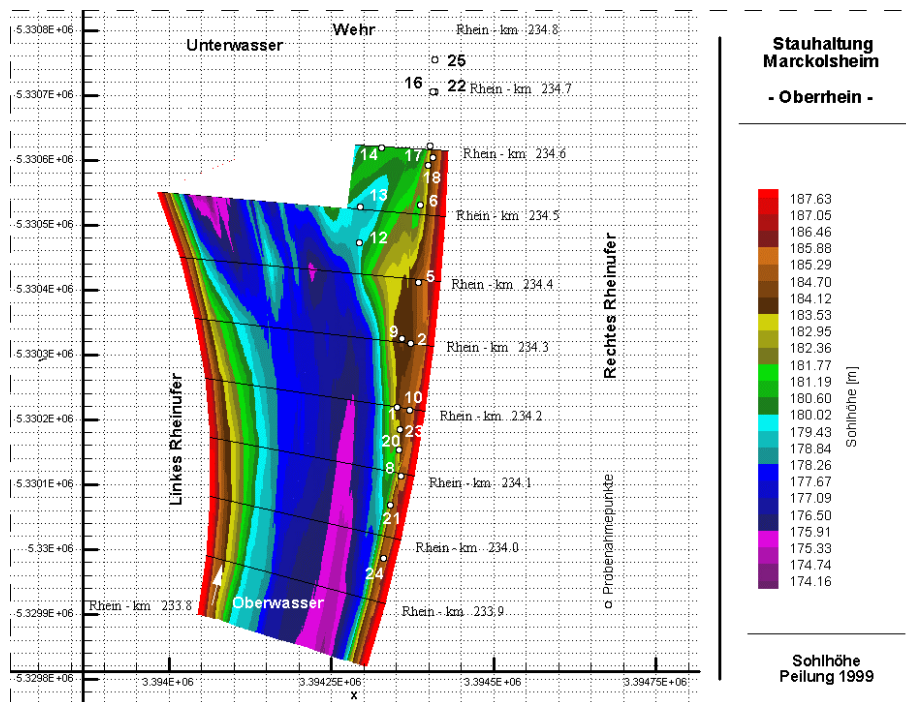 Wehr
Unterwasser
Rhein - km 234.8
25
16 22 Rhein - km 234.7
14 17 Rhein - km 234.6
18
13 6
Rhein - km 234.5
12
5 Rhein - km 234.4
9 2 Rhein - km 234.3
10
1 Rhein - km 234.2
23
20
8 Rhein - km 234.1
21
Rhein - km 234.0
24
Rhein - km 233.8 Oberwasser Rhein - km 233.9
Linkes Rheinufer
Rechtes Rheinufer
Probenahmepunkte
-5.3308E+06
-5.3307E+06
-5.3306E+06
-5.3305E+06
-5.3304E+06
-5.3303E+06
-5.3302E+06
-5.3301E+06
-5.33E+06
-5.3299E+06
-5.3298E+06
3.394E+06 3.39425E+06 3.3945E+06 3.39475E+06
x
Stauhaltung
Marckolsheim
- Oberrhein -
187.63
187.05
186.46
185.88
185.29
184.70
184.12
183.53
182.95
182.36
181.77
181.19
180.60
180.02
179.43
178.84
178.26
177.67
177.09
176.50
175.91
175.33
174.74
174.16
Sohlhöhe [m]
Sohlhöhe
Peilung 1999